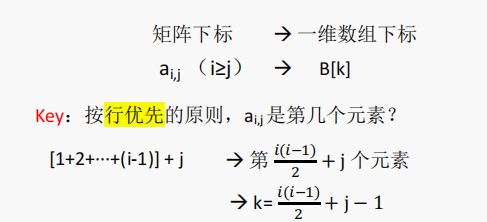 矩阵下标 → 一维数组下标
aᵢ,ⱼ （i≥j） → B[k]
Key：按行优先的原则，aᵢ,ⱼ是第几个元素？
[1+2+⋯+(i-1)] + j → 第 i(i−1)/2 + j 个元素
→ k= i(i−1)/2 + j − 1